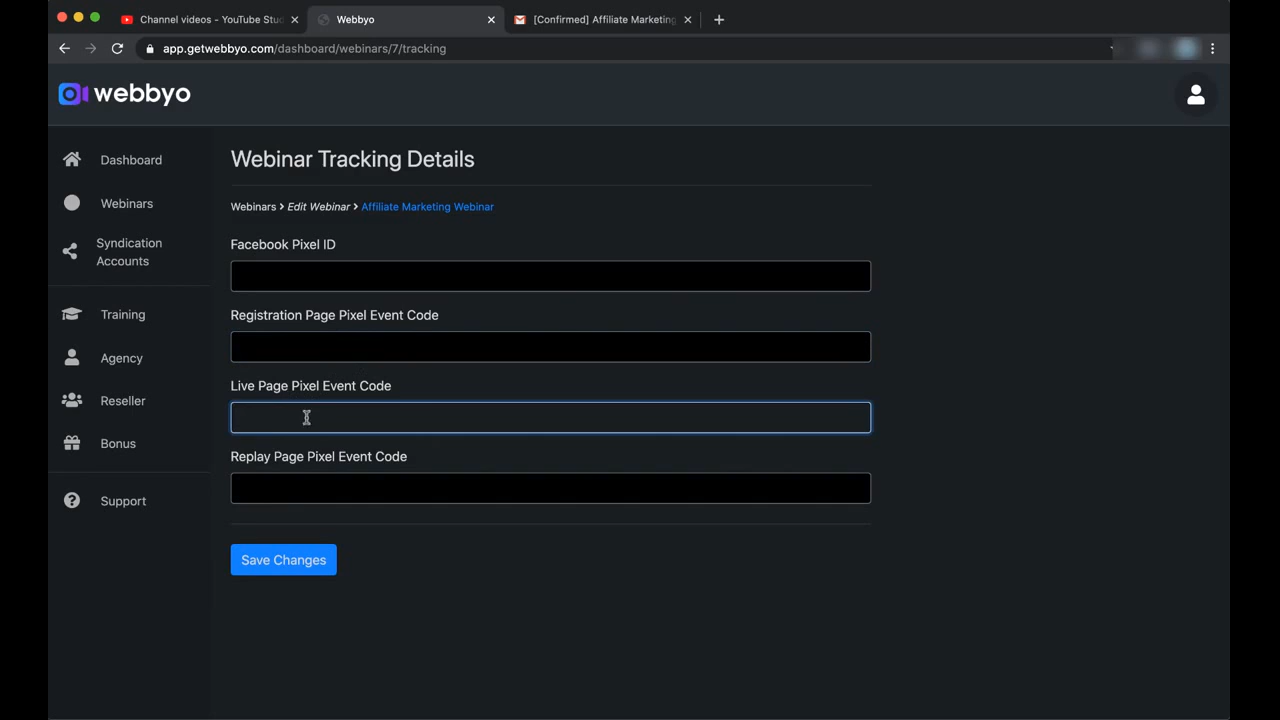 Channel videos - YouTube Stud
Webbyo
[Confirmed] Affiliate Marketing
app.getwebbyo.com/dashboard/webinars/7/tracking
webbyo
Dashboard
Webinars
Syndication
Accounts
Training
Agency
Reseller
Bonus
Support
Webinar Tracking Details
Webinars > Edit Webinar > Affiliate Marketing Webinar
Facebook Pixel ID
Registration Page Pixel Event Code
Live Page Pixel Event Code
Replay Page Pixel Event Code
Save Changes